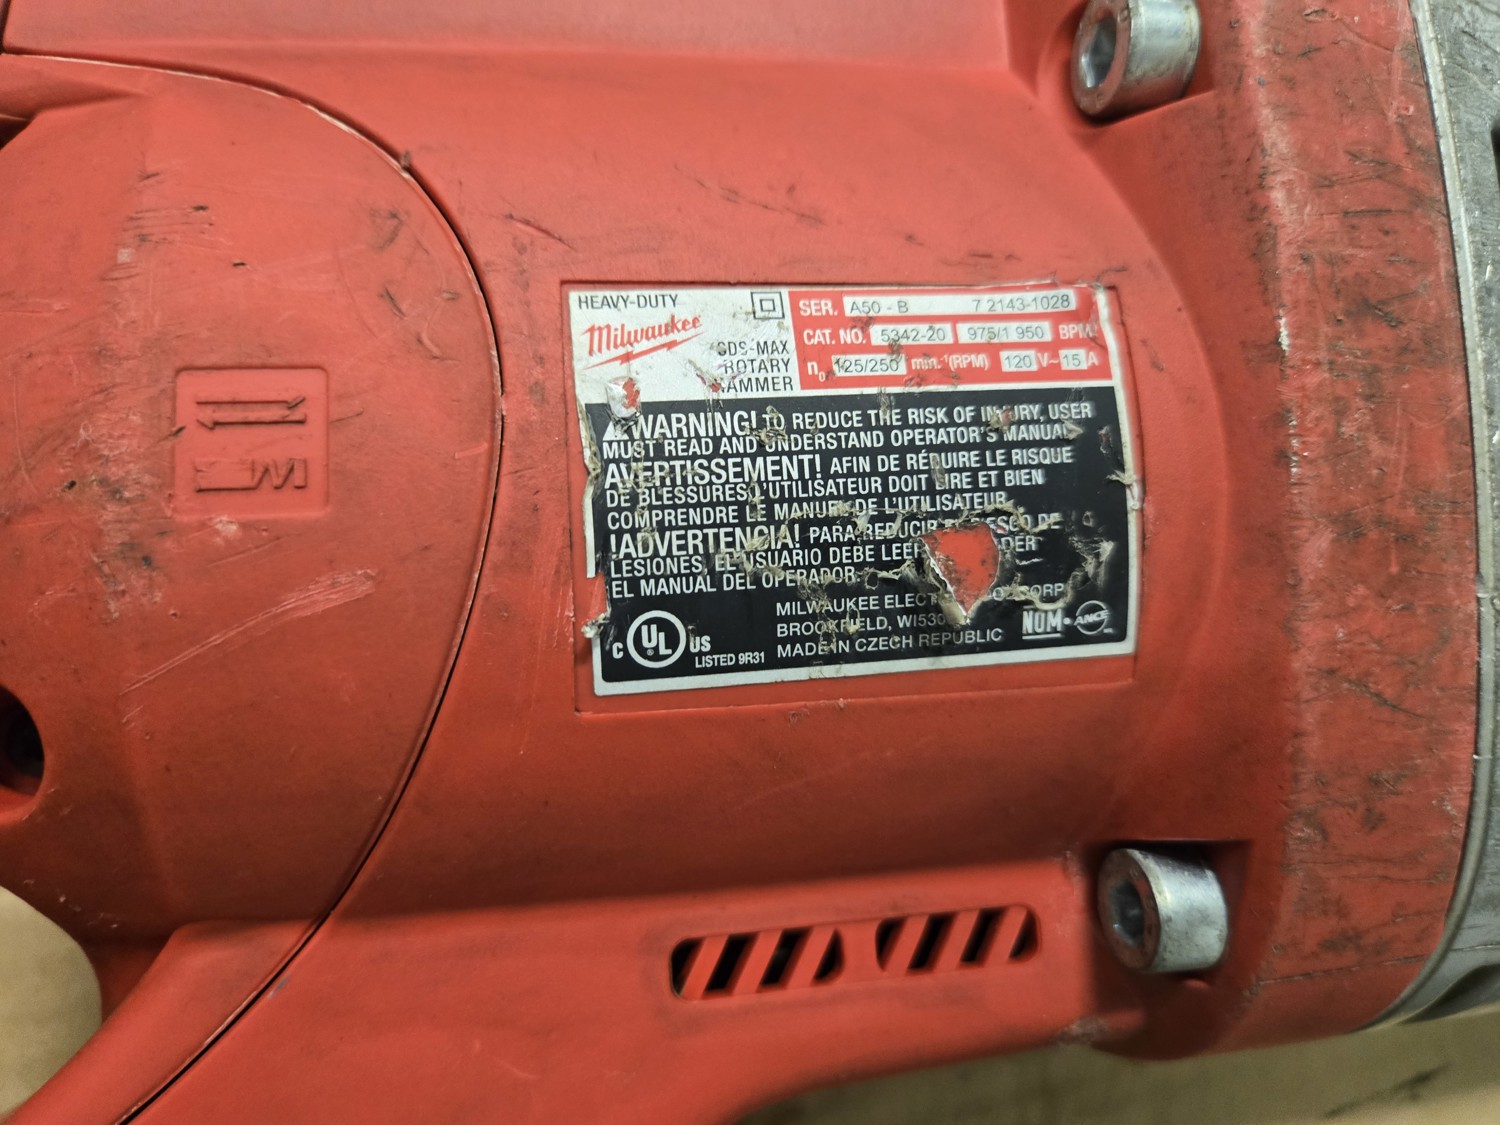 HEAVY-DUTY
Milwaukee
SDS-MAX
ROTARY
HAMMER
SER. A50 - B 7 2143-1028
CAT. NO. 5342-20 975/1 950 BPM
n0 125/250 min.-1 (RPM) 120 V~ 15 A
WARNING! TO REDUCE THE RISK OF INJURY, USER
MUST READ AND UNDERSTAND OPERATOR'S MANUAL
AVERTISSEMENT! AFIN DE RÉDUIRE LE RISQUE
DE BLESSURES, L'UTILISATEUR DOIT LIRE ET BIEN
COMPRENDRE LE MANUEL DE L'UTILISATEUR
¡ADVERTENCIA! PARA REDUCIR DE
LESIONES, EL USUARIO DEBE LEER
EL MANUAL DEL OPERADOR
MILWAUKEE CORP
BROOKFIELD,
MADE IN CZECH REPUBLIC
C UL US
LISTED 9R31
NOM-ANCE